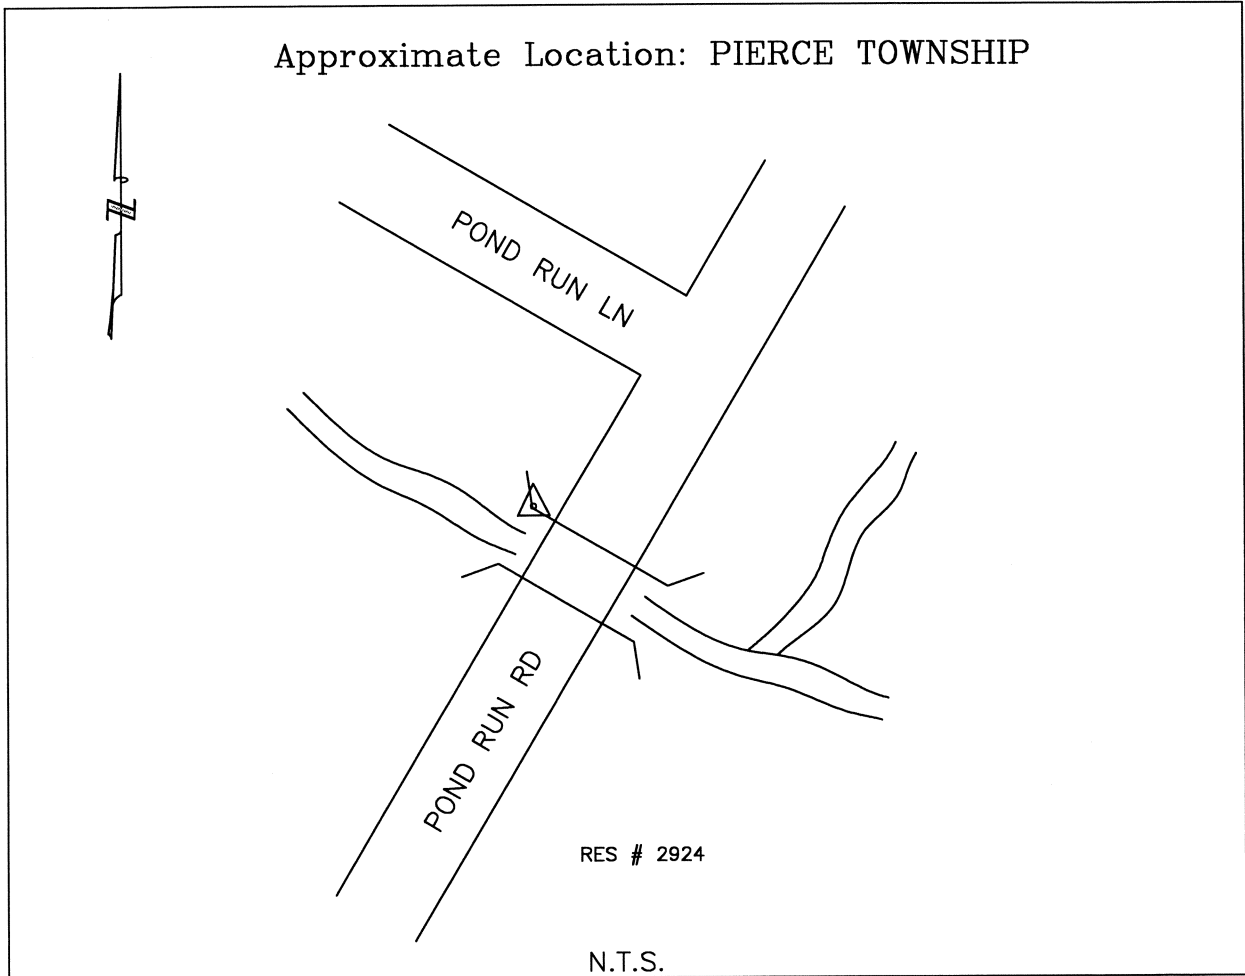 Approximate Location: PIERCE TOWNSHIP
N
POND RUN LN
POND RUN RD
RES # 2924
N.T.S.